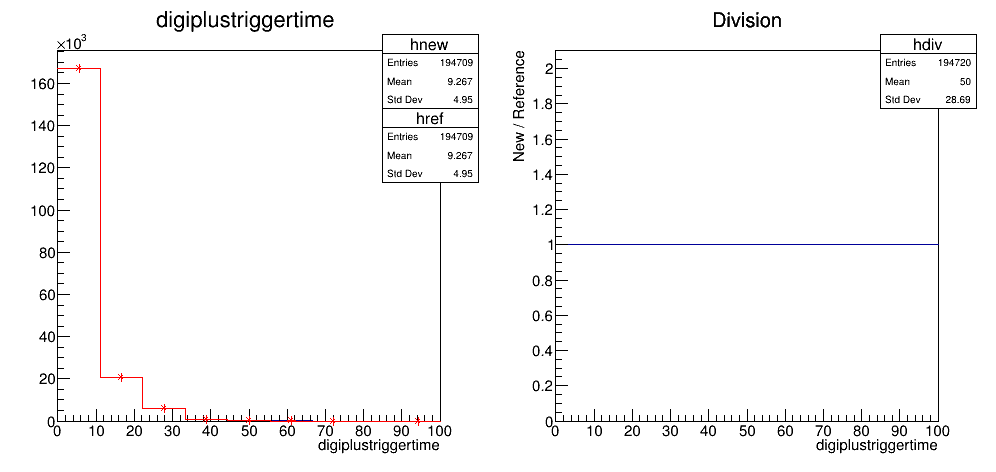 digiplustriggertime
×10³
hnew
Entries 194709
Mean 9.267
Std Dev 4.95
href
Entries 194709
Mean 9.267
Std Dev 4.95
160
140
120
100
80
60
40
20
0
0 10 20 30 40 50 60 70 80 90 100
digiplustriggertime
Division
hdiv
Entries 194720
Mean 50
Std Dev 28.69
New / Reference
2
1.8
1.6
1.4
1.2
1
0.8
0.6
0.4
0.2
0
0 10 20 30 40 50 60 70 80 90 100
digiplustriggertime